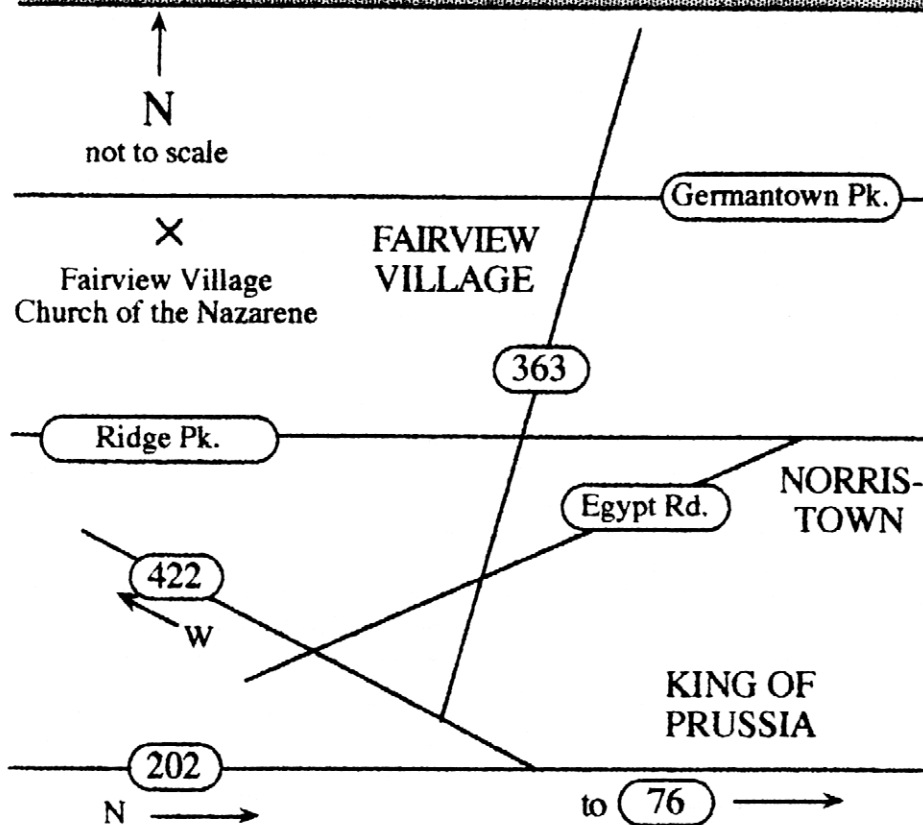 N
not to scale
Germantown Pk.
FAIRVIEW
VILLAGE
Fairview Village
Church of the Nazarene
363
Ridge Pk.
NORRIS-
TOWN
Egypt Rd.
422
W
KING OF
PRUSSIA
202
N
to 76